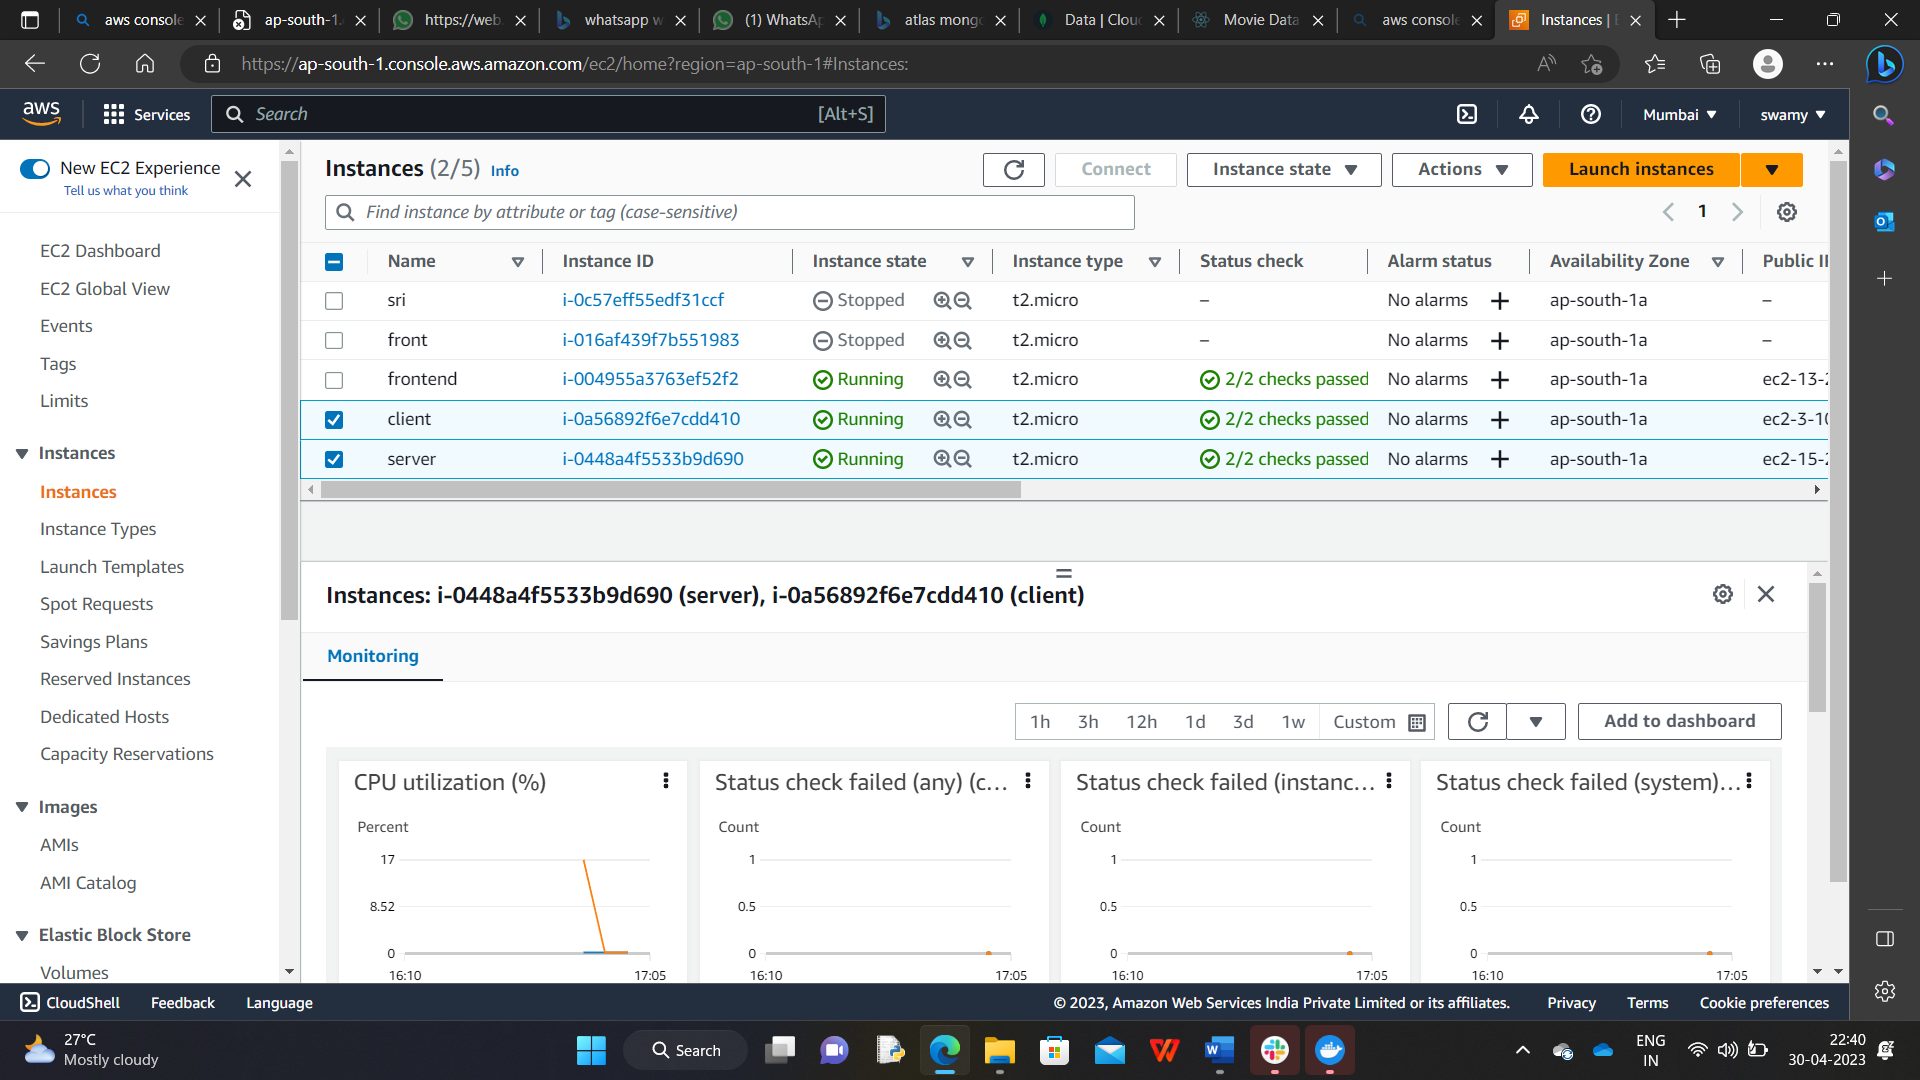 aws console
ap-south-1.
https://web.
whatsapp w
(1) WhatsAp
atlas mong
Data | Clou
Movie Data
aws console
Instances | E
https://ap-south-1.console.aws.amazon.com/ec2/home?region=ap-south-1#Instances:
aws
Services
Search
[Alt+S]
Mumbai
swamy
New EC2 Experience
Tell us what you think
EC2 Dashboard
EC2 Global View
Events
Tags
Limits
Instances
Instances
Instance Types
Launch Templates
Spot Requests
Savings Plans
Reserved Instances
Dedicated Hosts
Capacity Reservations
Images
AMIs
AMI Catalog
Elastic Block Store
Volumes
Instances (2/5) Info
Connect
Instance state
Actions
Launch instances
Find instance by attribute or tag (case-sensitive)
1
Name Instance ID Instance state Instance type Status check Alarm status Availability Zone Public II
sri i-0c57eff55edf31ccf Stopped t2.micro – No alarms + ap-south-1a –
front i-016af439f7b551983 Stopped t2.micro – No alarms + ap-south-1a –
frontend i-004955a3763ef52f2 Running t2.micro 2/2 checks passed No alarms + ap-south-1a ec2-13-2
client i-0a56892f6e7cdd410 Running t2.micro 2/2 checks passed No alarms + ap-south-1a ec2-3-10
server i-0448a4f5533b9d690 Running t2.micro 2/2 checks passed No alarms + ap-south-1a ec2-15-2
Instances: i-0448a4f5533b9d690 (server), i-0a56892f6e7cdd410 (client)
Monitoring
1h 3h 12h 1d 3d 1w Custom
Add to dashboard
CPU utilization (%)
Percent
17
8.52
0
16:10 17:05
Status check failed (any) (c...
Count
1
0.5
0
16:10 17:05
Status check failed (instanc...
Count
1
0.5
0
16:10 17:05
Status check failed (system)...
Count
1
0.5
0
16:10 17:05
CloudShell Feedback Language
© 2023, Amazon Web Services India Private Limited or its affiliates. Privacy Terms Cookie preferences
27°C
Mostly cloudy
Search
ENG
IN
22:40
30-04-2023